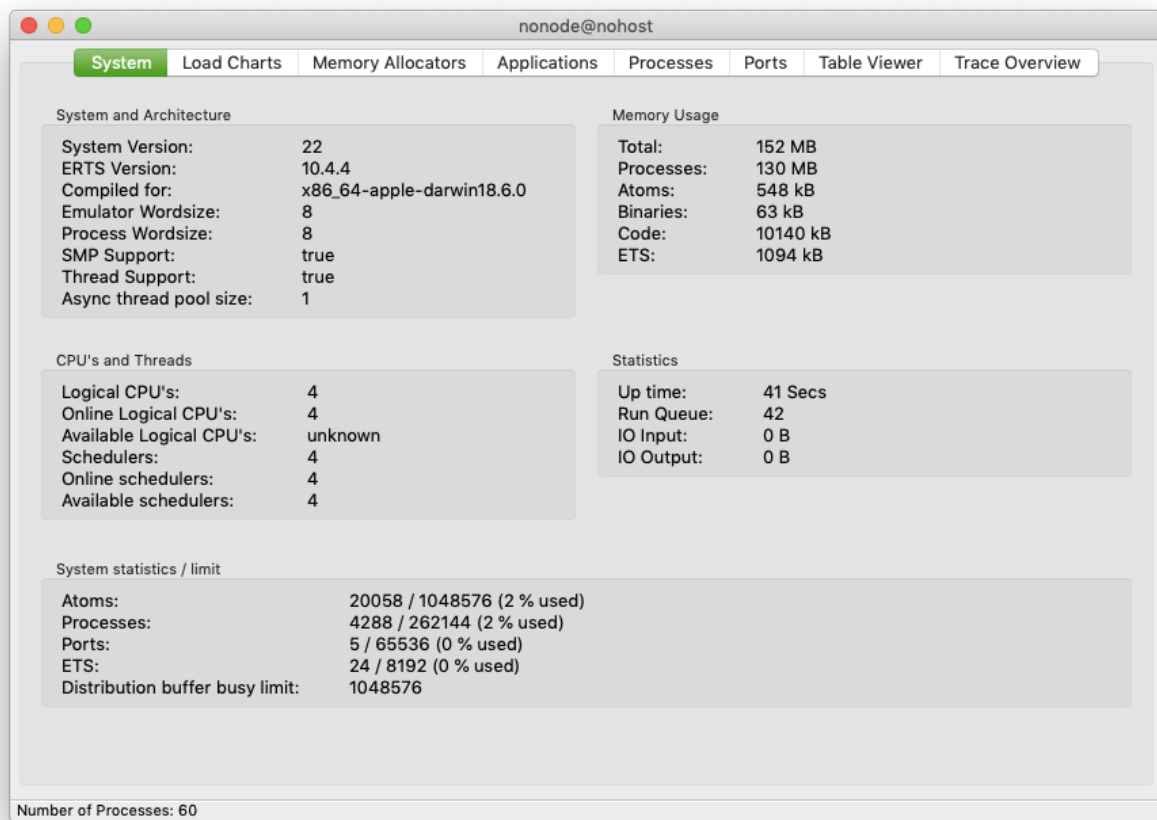 nonode@nohost
System Load Charts Memory Allocators Applications Processes Ports Table Viewer Trace Overview
System and Architecture
System Version: 22
ERTS Version: 10.4.4
Compiled for: x86_64-apple-darwin18.6.0
Emulator Wordsize: 8
Process Wordsize: 8
SMP Support: true
Thread Support: true
Async thread pool size: 1
Memory Usage
Total: 152 MB
Processes: 130 MB
Atoms: 548 kB
Binaries: 63 kB
Code: 10140 kB
ETS: 1094 kB
CPU's and Threads
Logical CPU's: 4
Online Logical CPU's: 4
Available Logical CPU's: unknown
Schedulers: 4
Online schedulers: 4
Available schedulers: 4
Statistics
Up time: 41 Secs
Run Queue: 42
IO Input: 0 B
IO Output: 0 B
System statistics / limit
Atoms: 20058 / 1048576 (2 % used)
Processes: 4288 / 262144 (2 % used)
Ports: 5 / 65536 (0 % used)
ETS: 24 / 8192 (0 % used)
Distribution buffer busy limit: 1048576
Number of Processes: 60